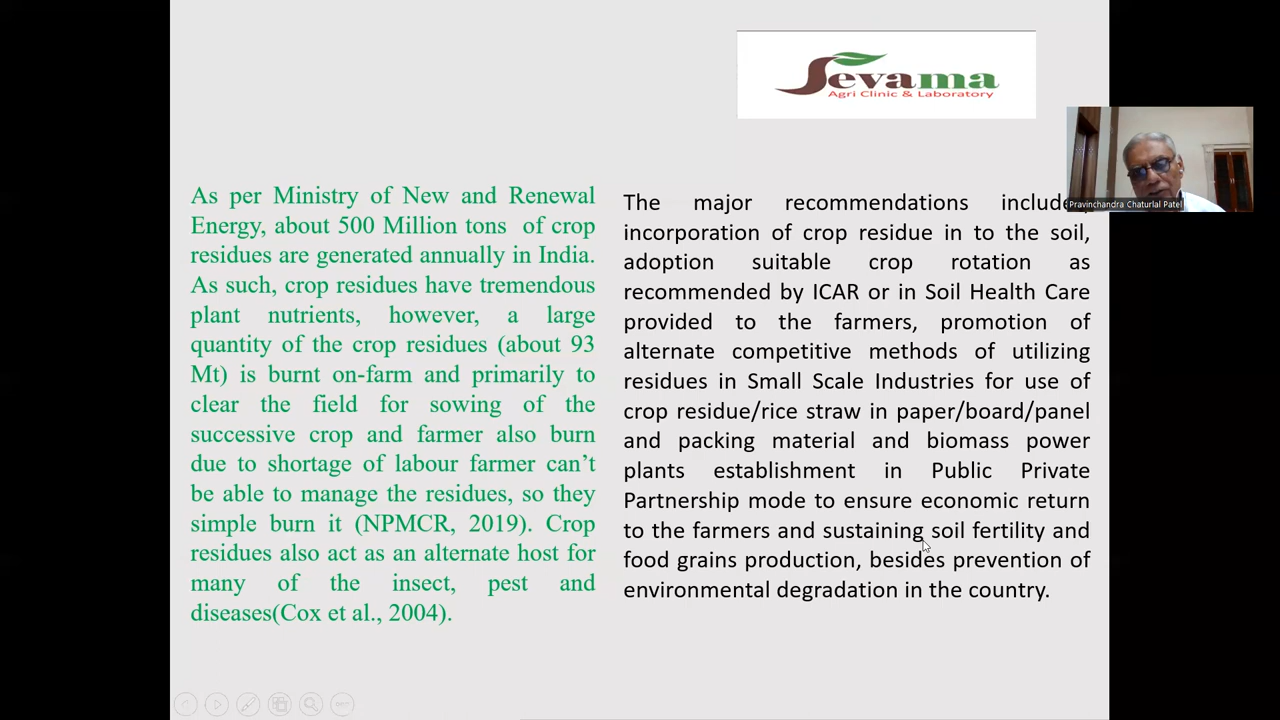 Sevama
Agri Clinic & Laboratory
Pravinchandra Chaturlal Patel
As per Ministry of New and Renewal
Energy, about 500 Million tons of crop
residues are generated annually in India.
As such, crop residues have tremendous
plant nutrients, however, a large
quantity of the crop residues (about 93
Mt) is burnt on-farm and primarily to
clear the field for sowing of the
successive crop and farmer also burn
due to shortage of labour farmer can’t
be able to manage the residues, so they
simple burn it (NPMCR, 2019). Crop
residues also act as an alternate host for
many of the insect, pest and
diseases(Cox et al., 2004).
The major recommendations include,
incorporation of crop residue in to the soil,
adoption suitable crop rotation as
recommended by ICAR or in Soil Health Care
provided to the farmers, promotion of
alternate competitive methods of utilizing
residues in Small Scale Industries for use of
crop residue/rice straw in paper/board/panel
and packing material and biomass power
plants establishment in Public Private
Partnership mode to ensure economic return
to the farmers and sustaining soil fertility and
food grains production, besides prevention of
environmental degradation in the country.